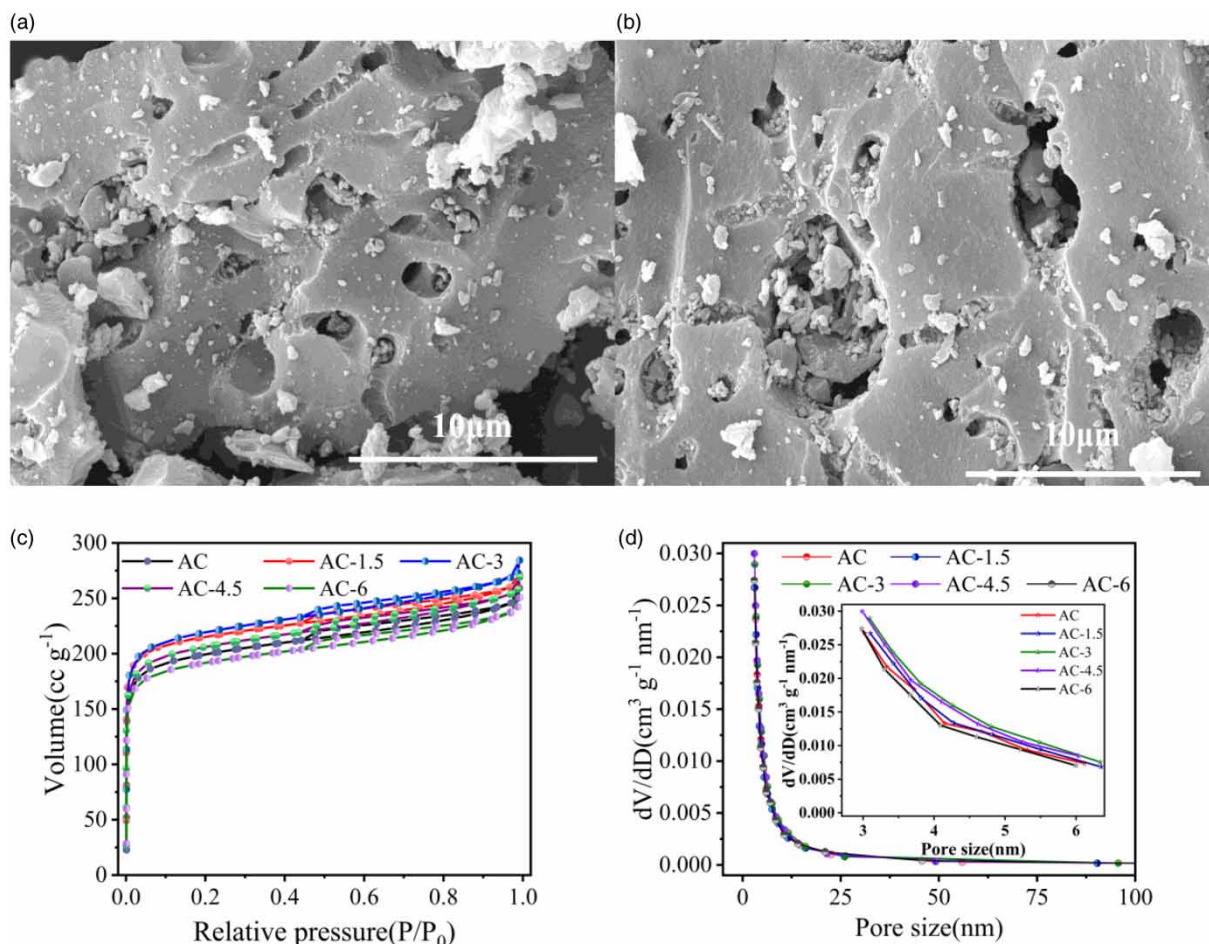 (a)
(b)
10μm
10μm
(c)
300
250
200
150
100
50
0
Volume(cc g⁻¹)
AC
AC-1.5
AC-3
AC-4.5
AC-6
0.0
0.2
0.4
0.6
0.8
1.0
Relative pressure(P/P₀)
(d)
0.030
0.025
0.020
0.015
0.010
0.005
0.000
dV/dD(cm³ g⁻¹ nm⁻¹)
AC
AC-1.5
AC-3
AC-4.5
AC-6
0.030
0.025
0.020
0.015
0.010
0.005
0.000
dV/dD(cm³ g⁻¹ nm⁻¹)
AC
AC-1.5
AC-3
AC-4.5
AC-6
3
4
5
6
Pore size(nm)
0
25
50
75
100
Pore size(nm)